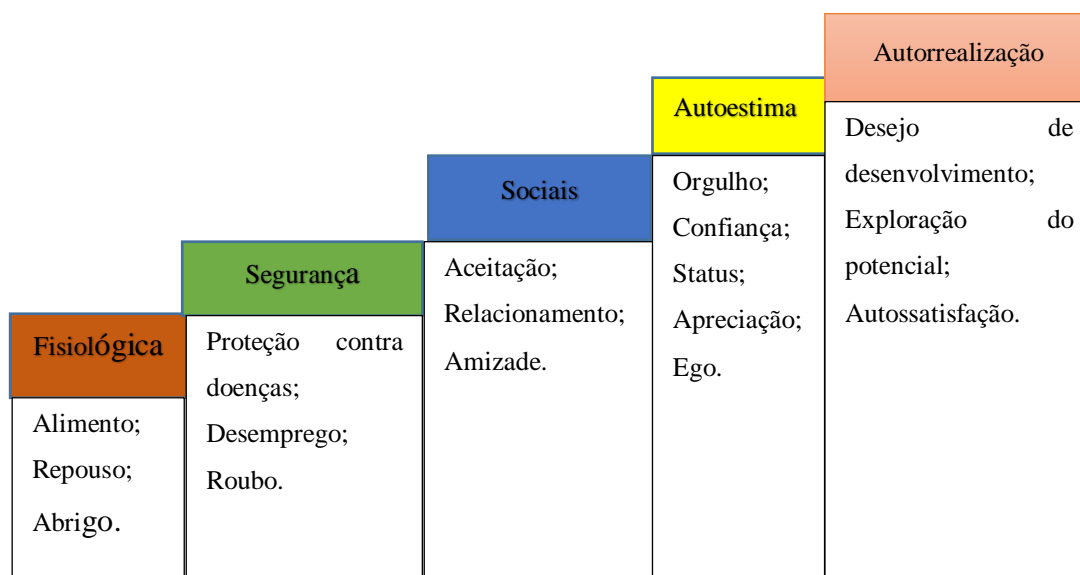 Fisiológica
Alimento;
Repouso;
Abrigo.
Segurança
Proteção contra
doenças;
Desemprego;
Roubo.
Sociais
Aceitação;
Relacionamento;
Amizade.
Autoestima
Orgulho;
Confiança;
Status;
Apreciação;
Ego.
Autorrealização
Desejo de
desenvolvimento;
Exploração do
potencial;
Autossatisfação.